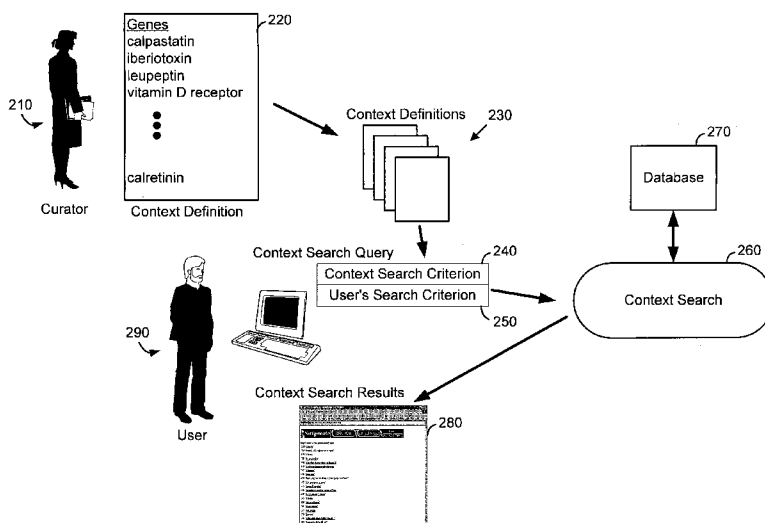 Genes
220
calpastatin
iberiotoxin
leupeptin
vitamin D receptor
calretinin
210
Curator
Context Definition
Context Definitions
230
270
Database
Context Search Query
240
Context Search Criterion
User's Search Criterion
250
260
Context Search
290
User
Context Search Results
280